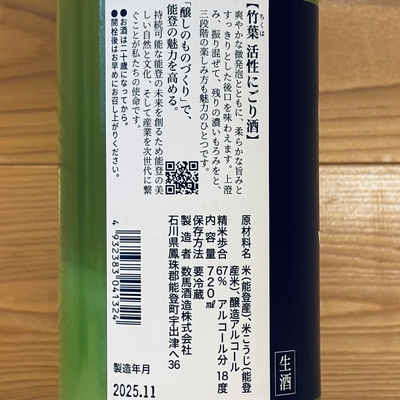 【竹葉 活性にごり酒】
ちくは
爽やかな微発泡とともに、柔らかな旨みと
すっきりとした後口を味わえます。上澄
み、振り混ぜて、残りの濃いもろみをと、
三段階の楽しみ方も魅力のひとつです。
「醸しのものづくり」で、
能登の魅力を高める。
持続可能な能登の未来を創るため能登の美
しい自然と文化、そして産業を次世代に繋
ぐことが私たちの使命です。
●お酒は二十歳になってから。
●開栓後はお早めにお召し上がりください。
原材料名 米(能登産)、米こうじ(能登
産米)、醸造アルコール
精米歩合 67% アルコール分 18度
内容量 720㎖
保存方法 要冷蔵
製造者 数馬酒造株式会社
石川県鳳珠郡能登町宇出津ヘ36
4 932383 041324
製造年月
2025.11
生酒